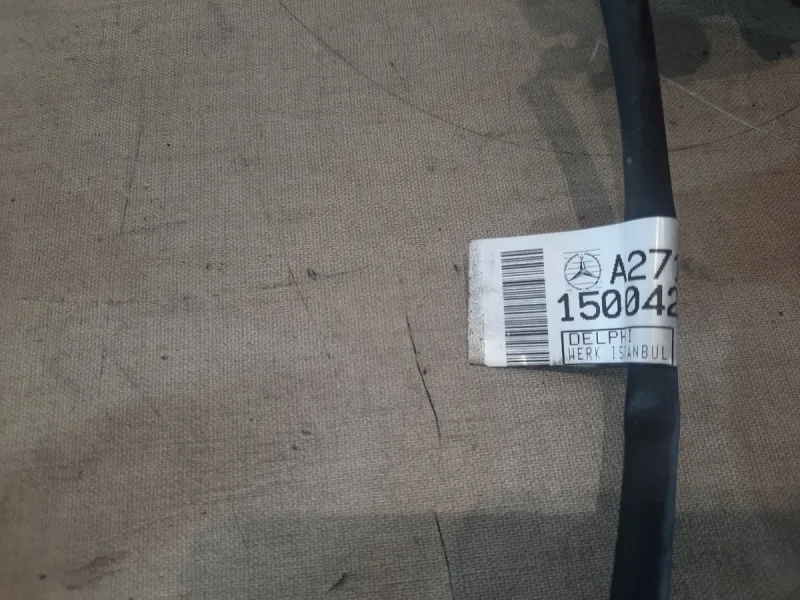 A271
150042
DELPHI
WERK ISTANBUL